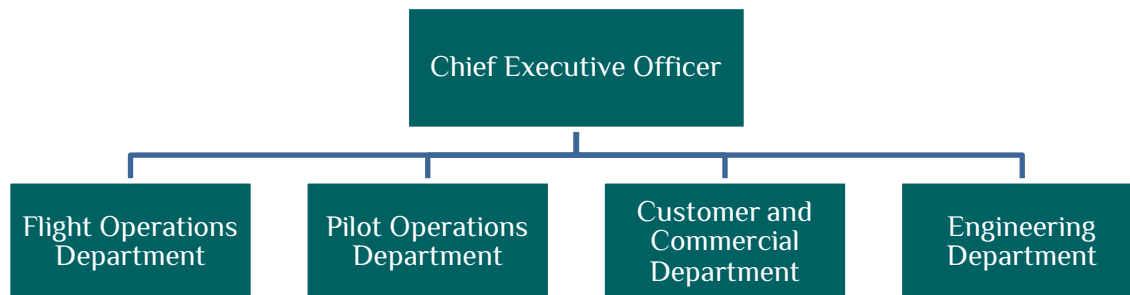 Chief Executive Officer
Flight Operations
Department
Pilot Operations
Department
Customer and
Commercial
Department
Engineering
Department